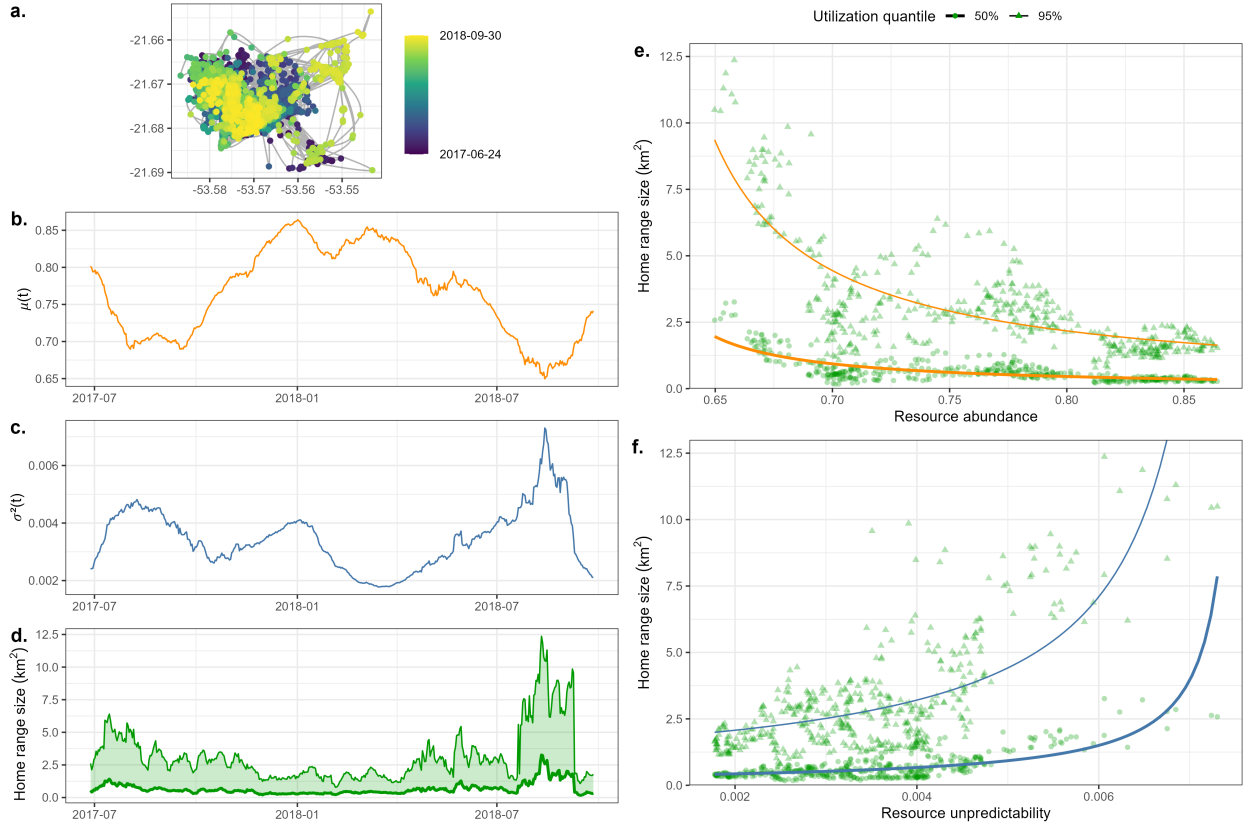 a.
-21.66
-21.67
-21.68
-21.69
-53.58 -53.57 -53.56 -53.55
2018-09-30
2017-06-24
b.
μ(t)
0.85
0.80
0.75
0.70
0.65
2017-07 2018-01 2018-07
c.
σ²(t)
0.006
0.004
0.002
2017-07 2018-01 2018-07
d.
Home range size (km²)
12.5
10.0
7.5
5.0
2.5
0.0
2017-07 2018-01 2018-07
Utilization quantile 50% 95%
e.
Home range size (km²)
12.5
10.0
7.5
5.0
2.5
0.0
0.65 0.70 0.75 0.80 0.85
Resource abundance
f.
Home range size (km²)
12.5
10.0
7.5
5.0
2.5
0.0
0.002 0.004 0.006
Resource unpredictability